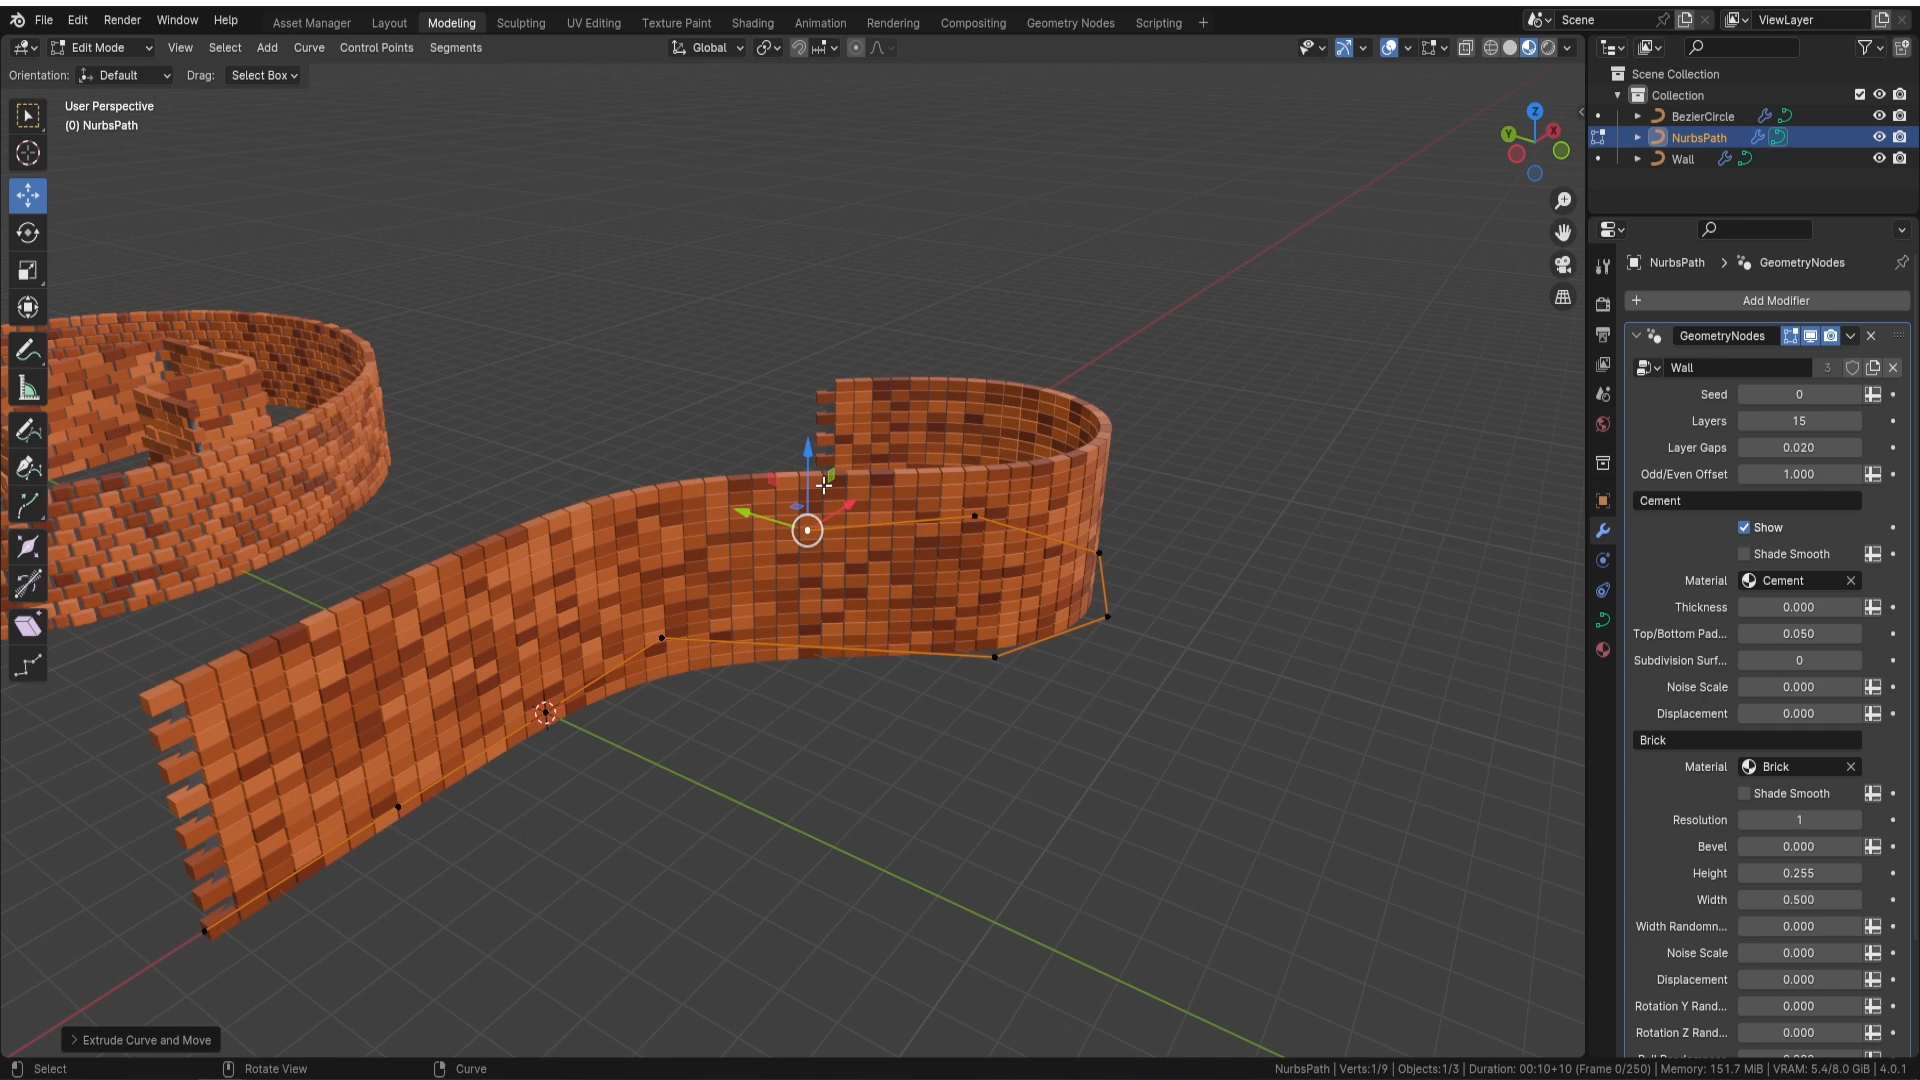 File Edit Render Window Help Asset Manager Layout Modeling Sculpting UV Editing Texture Paint Shading Animation Rendering Compositing Geometry Nodes Scripting + Scene ViewLayer
Edit Mode View Select Add Curve Control Points Segments Global
Orientation: Default Drag: Select Box
User Perspective
(0) NurbsPath
Z
Y
X
Scene Collection
Collection
BezierCircle
NurbsPath
Wall
NurbsPath > GeometryNodes
+ Add Modifier
GeometryNodes
Wall 3
Seed 0
Layers 15
Layer Gaps 0.020
Odd/Even Offset 1.000
Cement
Show
Shade Smooth
Material Cement
Thickness 0.000
Top/Bottom Pad... 0.050
Subdivision Surf... 0
Noise Scale 0.000
Displacement 0.000
Brick
Material Brick
Shade Smooth
Resolution 1
Bevel 0.000
Height 0.255
Width 0.500
Width Randomn... 0.000
Noise Scale 0.000
Displacement 0.000
Rotation Y Rand... 0.000
Rotation Z Rand... 0.000
> Extrude Curve and Move
Select Rotate View Curve NurbsPath | Verts:1/9 | Objects:1/3 | Duration: 00:10+10 (Frame 0/250) | Memory: 151.7 MiB | VRAM: 5.4/8.0 GiB | 4.0.1